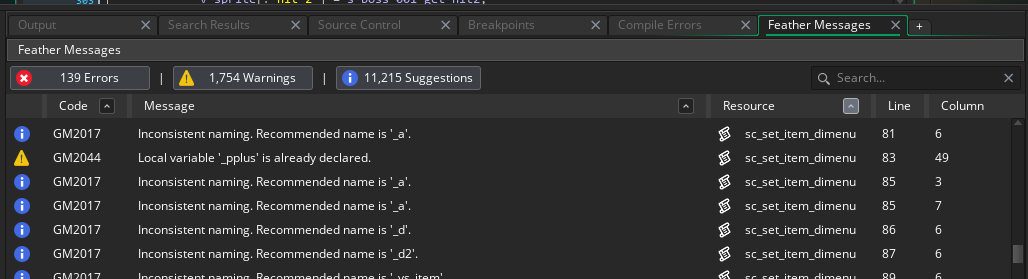 303
v_sprite[? "hit 2"] = s_boss_001_get_hit2;
Output Search Results Source Control Breakpoints Compile Errors Feather Messages +
Feather Messages
139 Errors | 1,754 Warnings | 11,215 Suggestions Search...
Code Message Resource Line Column
GM2017 Inconsistent naming. Recommended name is '_a'. sc_set_item_dimenu 81 6
GM2044 Local variable '_pplus' is already declared. sc_set_item_dimenu 83 49
GM2017 Inconsistent naming. Recommended name is '_a'. sc_set_item_dimenu 85 3
GM2017 Inconsistent naming. Recommended name is '_a'. sc_set_item_dimenu 85 7
GM2017 Inconsistent naming. Recommended name is '_d'. sc_set_item_dimenu 86 6
GM2017 Inconsistent naming. Recommended name is '_d2'. sc_set_item_dimenu 87 6
GM2017 Inconsistent naming. Recommended name is '_vs_item'. sc_set_item_dimenu 89 6